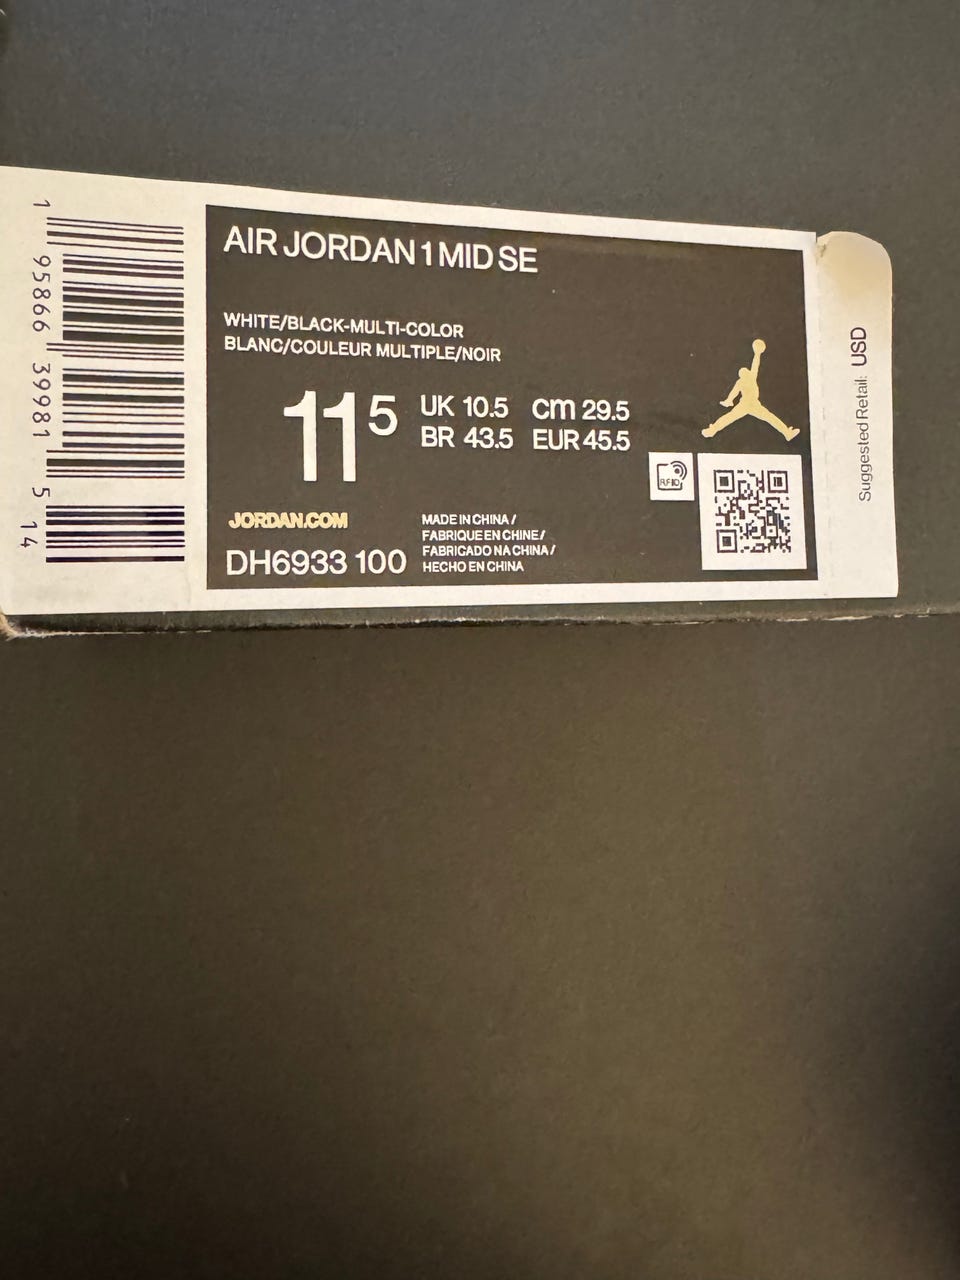 1 95866 39981 5 14
AIR JORDAN 1 MID SE
WHITE/BLACK-MULTI-COLOR
BLANC/COULEUR MULTIPLE/NOIR
11 5
UK 10.5 cm 29.5
BR 43.5 EUR 45.5
RFID
JORDAN.COM
DH6933 100
MADE IN CHINA /
FABRIQUE EN CHINE /
FABRICADO NA CHINA /
HECHO EN CHINA
Suggested Retail: USD